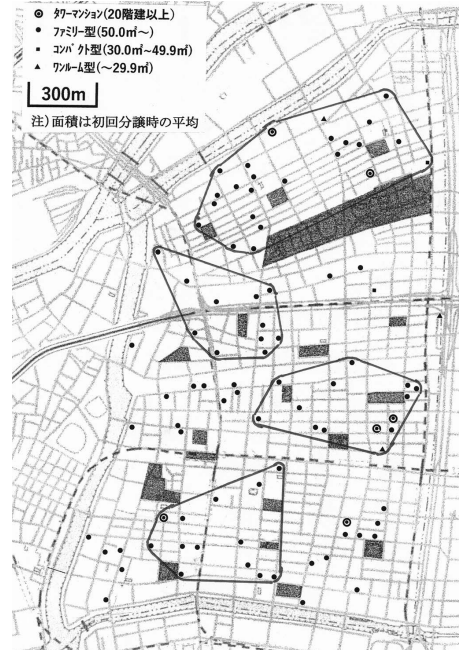 ◎ タワーマンション(20階建以上)
● ファミリー型(50.0㎡～)
■ コンパクト型(30.0㎡～49.9㎡)
▲ ワンルーム型(～29.9㎡)
300m
注）面積は初回分譲時の平均